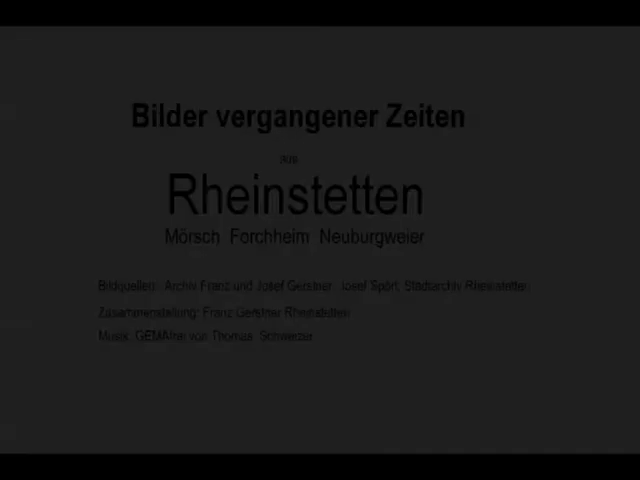 Bilder vergangener Zeiten
aus
Rheinstetten
Mörsch Forchheim Neuburgweier
Bildquellen: Archiv Franz und Josef Gerstner, Josef Spörl, Stadtarchiv Rheinstetten
Zusammenstellung: Franz Gerstner Rheinstetten
Musik: GEMAfrei von Thomas Schweizer